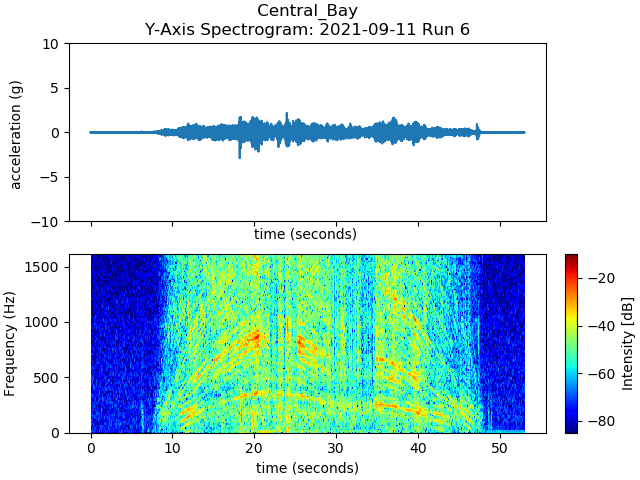 Central_Bay
Y-Axis Spectrogram: 2021-09-11 Run 6
10
5
0
−5
−10
acceleration (g)
time (seconds)
1500
1000
500
0
Frequency (Hz)
0 10 20 30 40 50
time (seconds)
−20
−40
−60
−80
Intensity [dB]